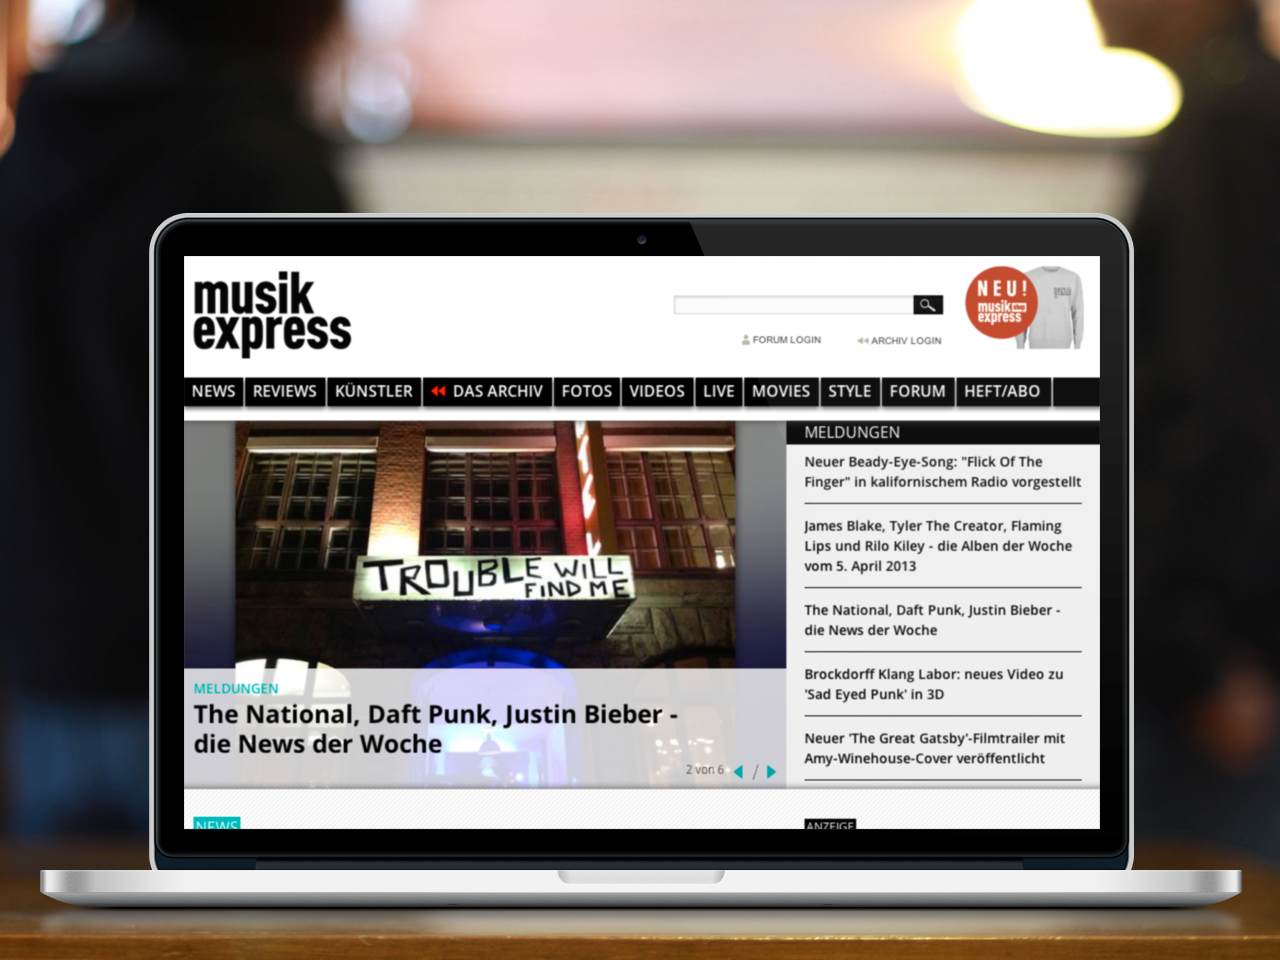 musik
express
NEU!
musik
express
FORUM LOGIN
ARCHIV LOGIN
NEWS
REVIEWS
KÜNSTLER
DAS ARCHIV
FOTOS
VIDEOS
LIVE
MOVIES
STYLE
FORUM
HEFT/ABO
TROUBLE WILL
FIND ME
MELDUNGEN
The National, Daft Punk, Justin Bieber -
die News der Woche
2 von 6
/
MELDUNGEN
Neuer Beady-Eye-Song: "Flick Of The
Finger" in kalifornischem Radio vorgestellt
James Blake, Tyler The Creator, Flaming
Lips und Rilo Kiley - die Alben der Woche
vom 5. April 2013
The National, Daft Punk, Justin Bieber -
die News der Woche
Brockdorff Klang Labor: neues Video zu
'Sad Eyed Punk' in 3D
Neuer 'The Great Gatsby'-Filmtrailer mit
Amy-Winehouse-Cover veröffentlicht
NEWS
ANZEIGE